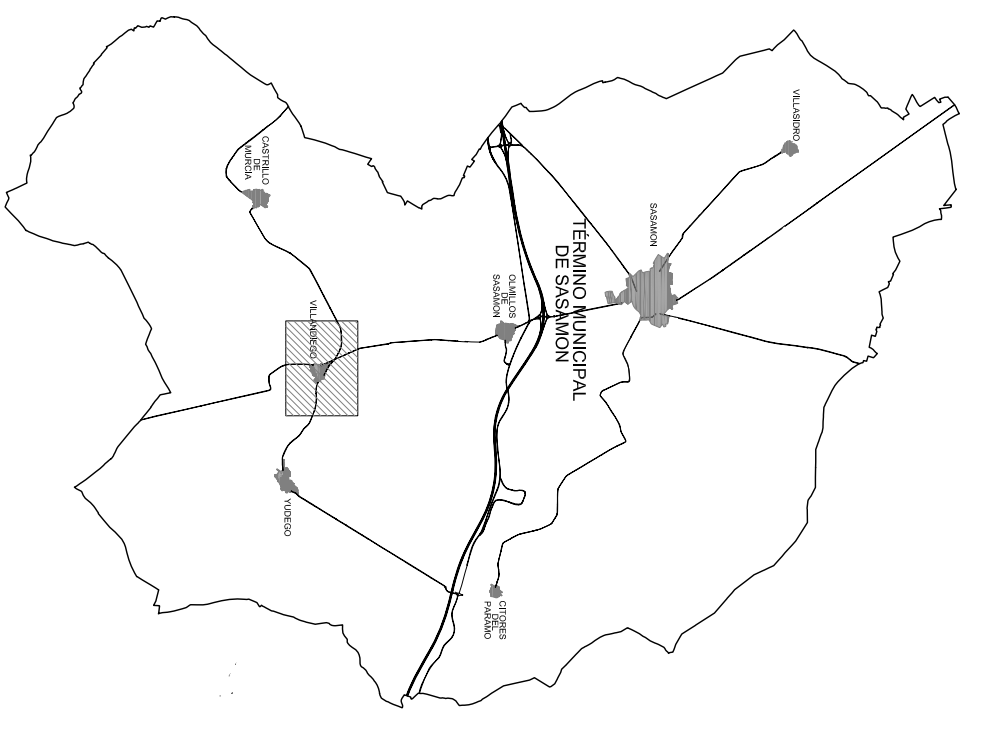 VILLASIDRO
SASAMON
TÉRMINO MUNICIPAL
DE SASAMON
CASTRILLO
DE
MURCIA
OLMILLOS
DE
SASAMON
VILLANDIEGO
YUDEGO
CITORES
DEL
PARAMO